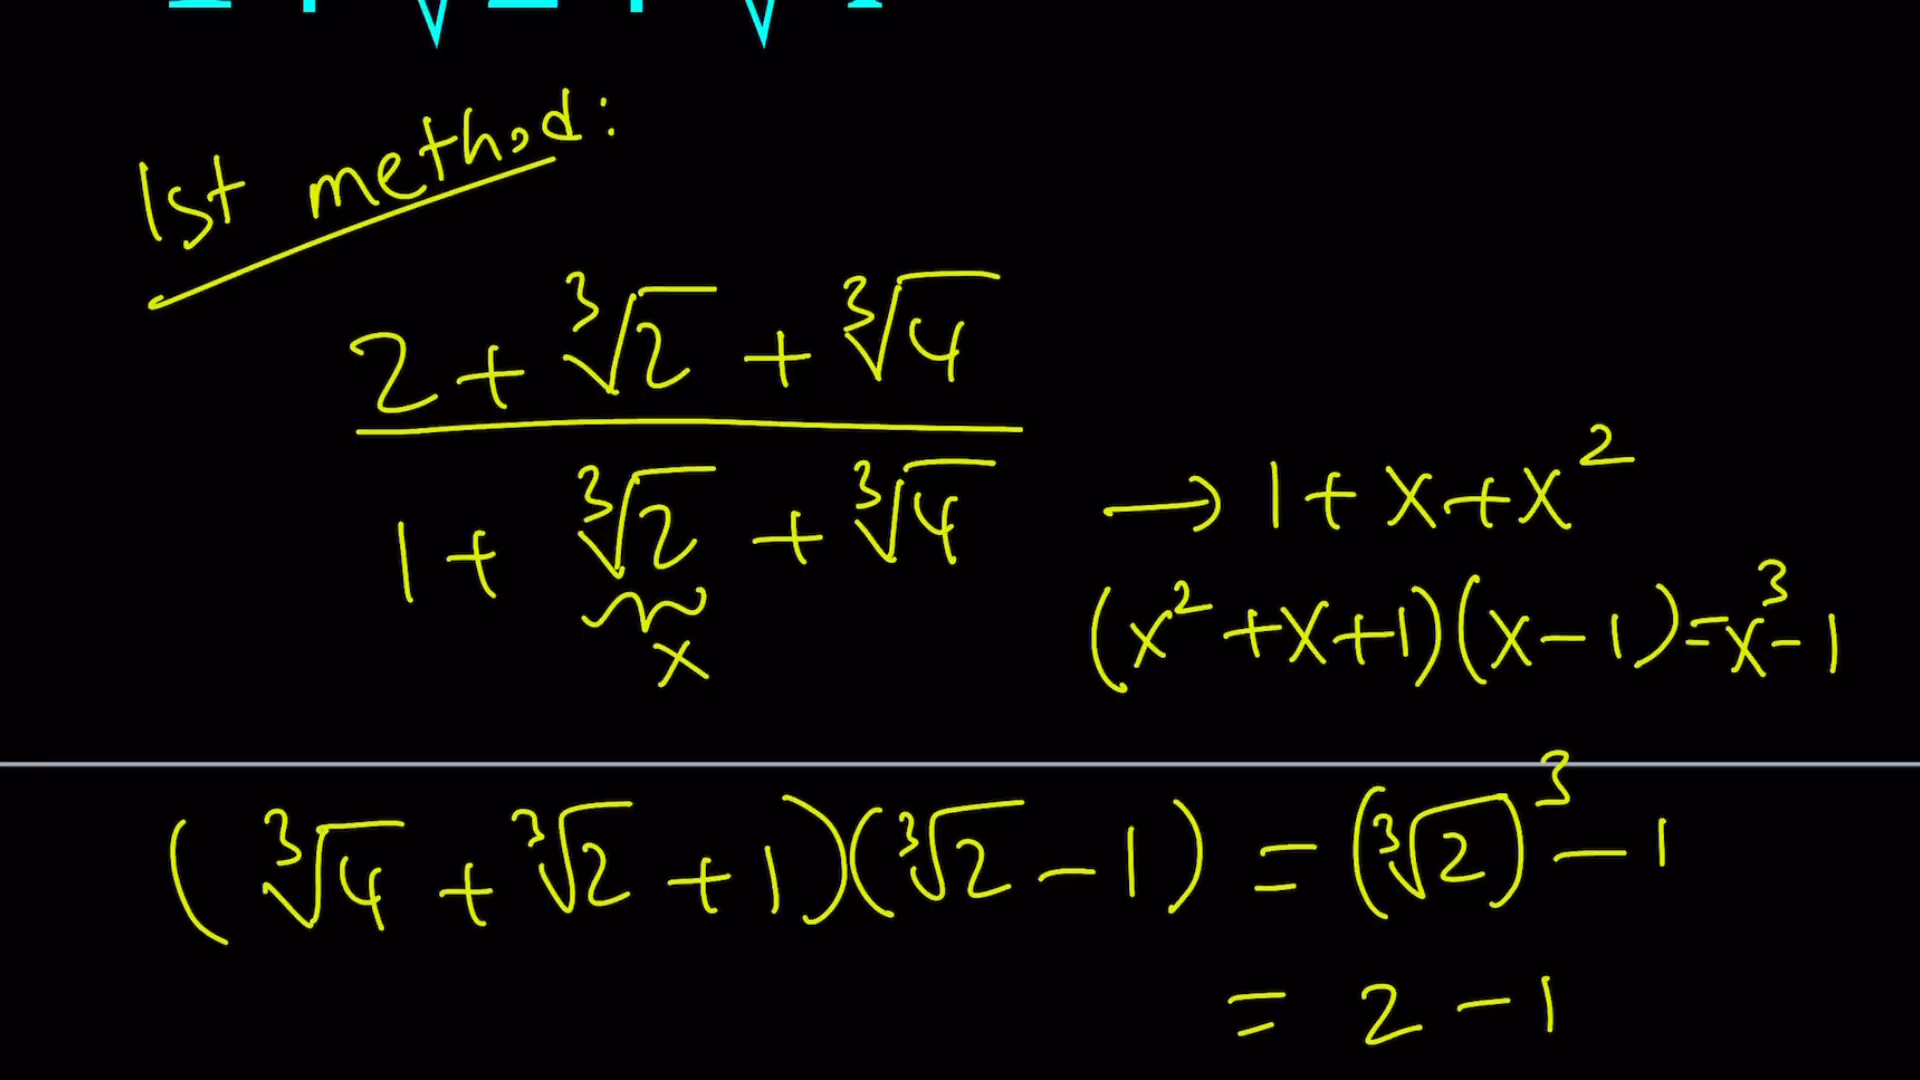 1st method:
2 + ∛2 + ∛4
1 + ∛2 + ∛4 → 1 + x + x²
x
(x² + x + 1)(x - 1) = x³ - 1
(∛4 + ∛2 + 1)(∛2 - 1) = (∛2)³ - 1
= 2 - 1